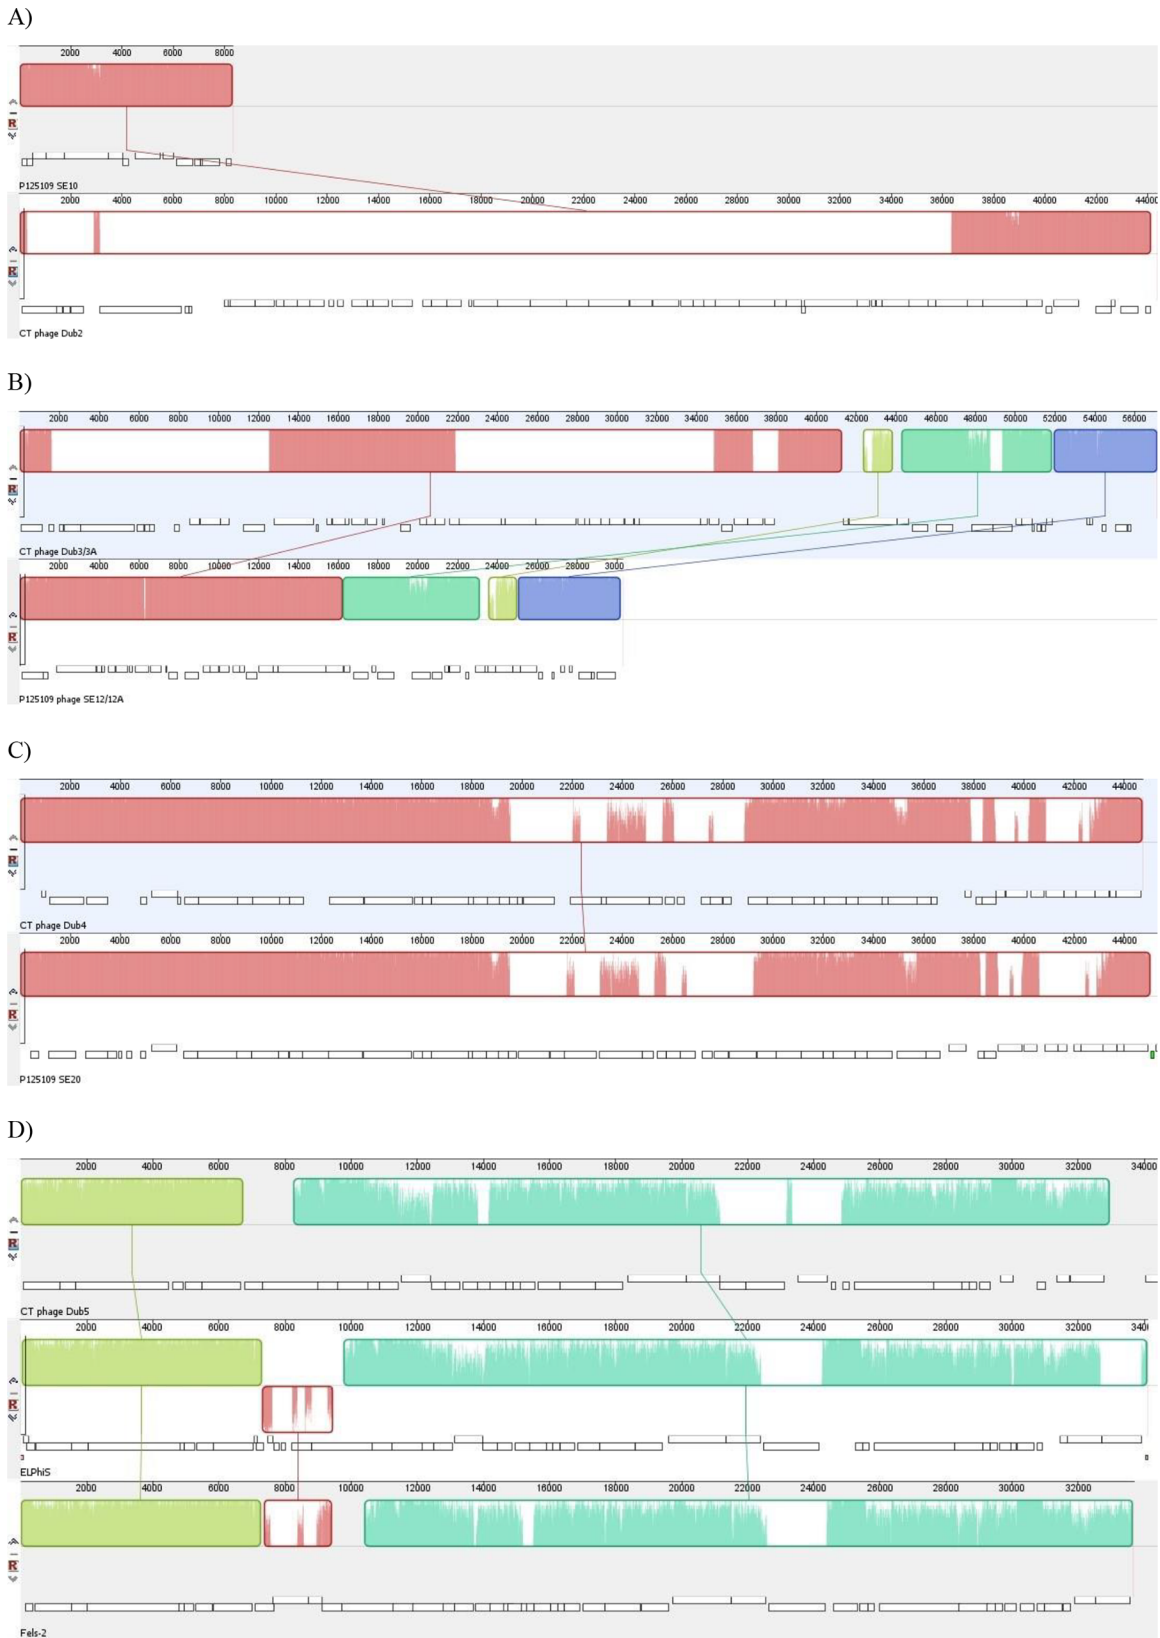 A)
2000 4000 6000 8000
R
P125109 SE10
2000 4000 6000 8000 10000 12000 14000 16000 18000 20000 22000 24000 26000 28000 30000 32000 34000 36000 38000 40000 42000 4400
R
CT phage Dub2
B)
2000 4000 6000 8000 10000 12000 14000 16000 18000 20000 22000 24000 26000 28000 30000 32000 34000 36000 38000 40000 42000 44000 46000 48000 50000 52000 54000 56000
R
CT phage Dub3/3A
2000 4000 6000 8000 10000 12000 14000 16000 18000 20000 22000 24000 26000 28000 3000
R
P125109 phage SE12/12A
C)
2000 4000 6000 8000 10000 12000 14000 16000 18000 20000 22000 24000 26000 28000 30000 32000 34000 36000 38000 40000 42000 44000
R
CT phage Dub4
2000 4000 6000 8000 10000 12000 14000 16000 18000 20000 22000 24000 26000 28000 30000 32000 34000 36000 38000 40000 42000 44000
R
P125109 SE20
D)
2000 4000 6000 8000 10000 12000 14000 16000 18000 20000 22000 24000 26000 28000 30000 32000 34000
R
CT phage Dub5
2000 4000 6000 8000 10000 12000 14000 16000 18000 20000 22000 24000 26000 28000 30000 32000 340
R
ELPhiS
2000 4000 6000 8000 10000 12000 14000 16000 18000 20000 22000 24000 26000 28000 30000 32000
R
Fels-2